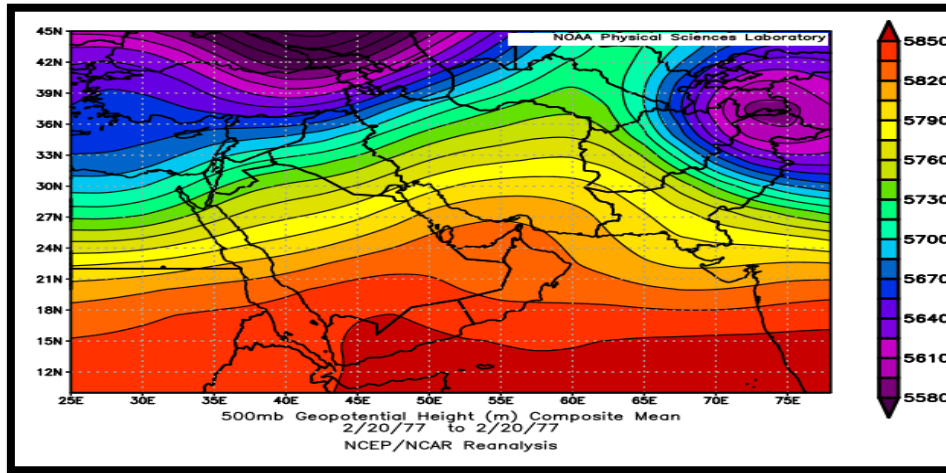 NOAA Physical Sciences Laboratory
45N
42N
39N
36N
33N
30N
27N
24N
21N
18N
15N
12N
25E 30E 35E 40E 45E 50E 55E 60E 65E 70E 75E
5850
5820
5790
5760
5730
5700
5670
5640
5610
5580
500mb Geopotential Height (m) Composite Mean
2/20/77 to 2/20/77
NCEP/NCAR Reanalysis